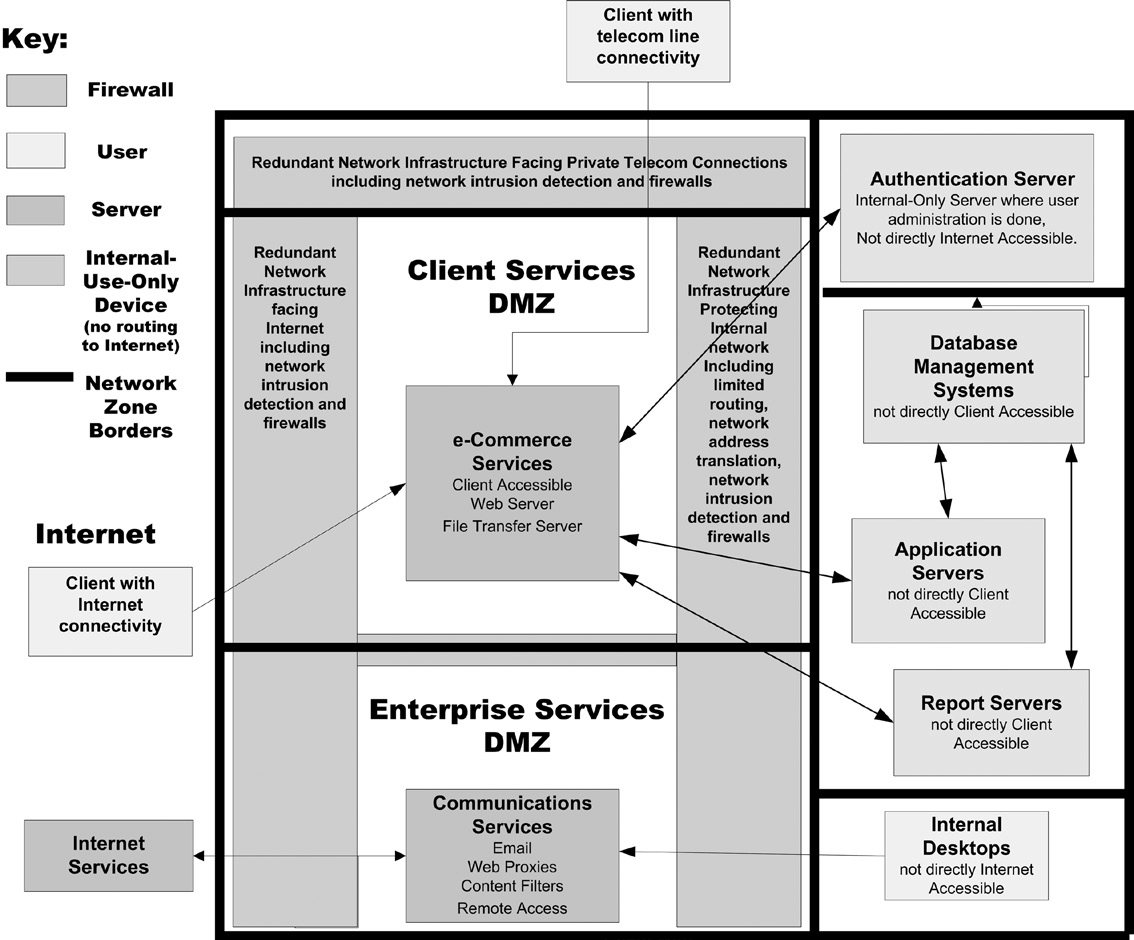 Client with
telecom line
connectivity
Key:
Firewall
User
Server
Internal-
Use-Only
Device
(no routing
to Internet)
Network
Zone
Borders
Redundant Network Infrastructure Facing Private Telecom Connections
including network intrusion detection and firewalls
Authentication Server
Internal-Only Server where user
administration is done,
Not directly Internet Accessible.
Redundant
Network
Infrastructure
facing
Internet
including
network
intrusion
detection and
firewalls
Client Services
DMZ
Redundant
Network
Infrastructure
Protecting
Internal
network
Including
limited
routing,
network
address
translation,
network
intrusion
detection and
firewalls
Database
Management
Systems
not directly Client Accessible
e-Commerce
Services
Client Accessible
Web Server
File Transfer Server
Internet
Client with
Internet
connectivity
Application
Servers
not directly Client
Accessible
Report Servers
not directly Client
Accessible
Enterprise Services
DMZ
Communications
Services
Email
Web Proxies
Content Filters
Remote Access
Internet
Services
Internal
Desktops
not directly Internet
Accessible